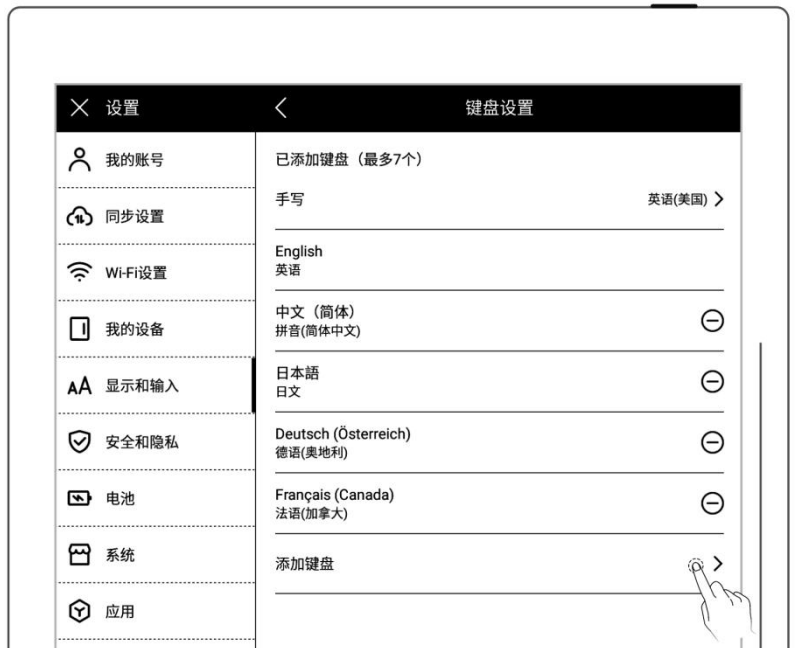 设置
我的账号
同步设置
Wi-Fi设置
我的设备
显示和输入
安全和隐私
电池
系统
应用
键盘设置
已添加键盘（最多7个）
手写
英语(美国)
English
英语
中文（简体）
拼音(简体中文)
日本語
日文
Deutsch (Österreich)
德语(奥地利)
Français (Canada)
法语(加拿大)
添加键盘